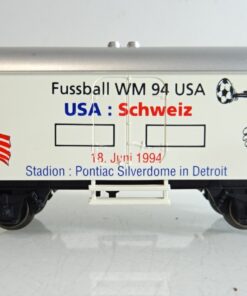 Fussball WM 94 USA
USA : Schweiz
18. Juni 1994
Stadion : Pontiac Silverdome in Detroit